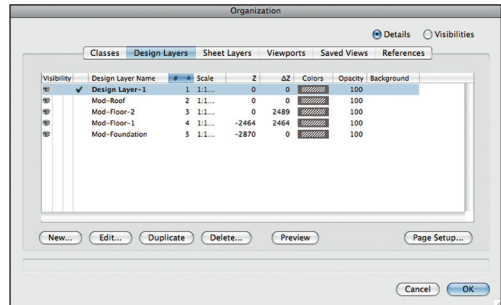 Organization
Details Visibilities
Classes Design Layers Sheet Layers Viewports Saved Views References
Visibility Design Layer Name # Scale Z ΔZ Colors Opacity Background
✓ Design Layer-1 1 1:1... 0 0 100
Mod-Roof 2 1:1... 0 0 100
Mod-Floor-2 3 1:1... 0 2489 100
Mod-Floor-1 4 1:1... -2464 2464 100
Mod-Foundation 5 1:1... -2870 0 100
New... Edit... Duplicate Delete... Preview Page Setup...
Cancel OK